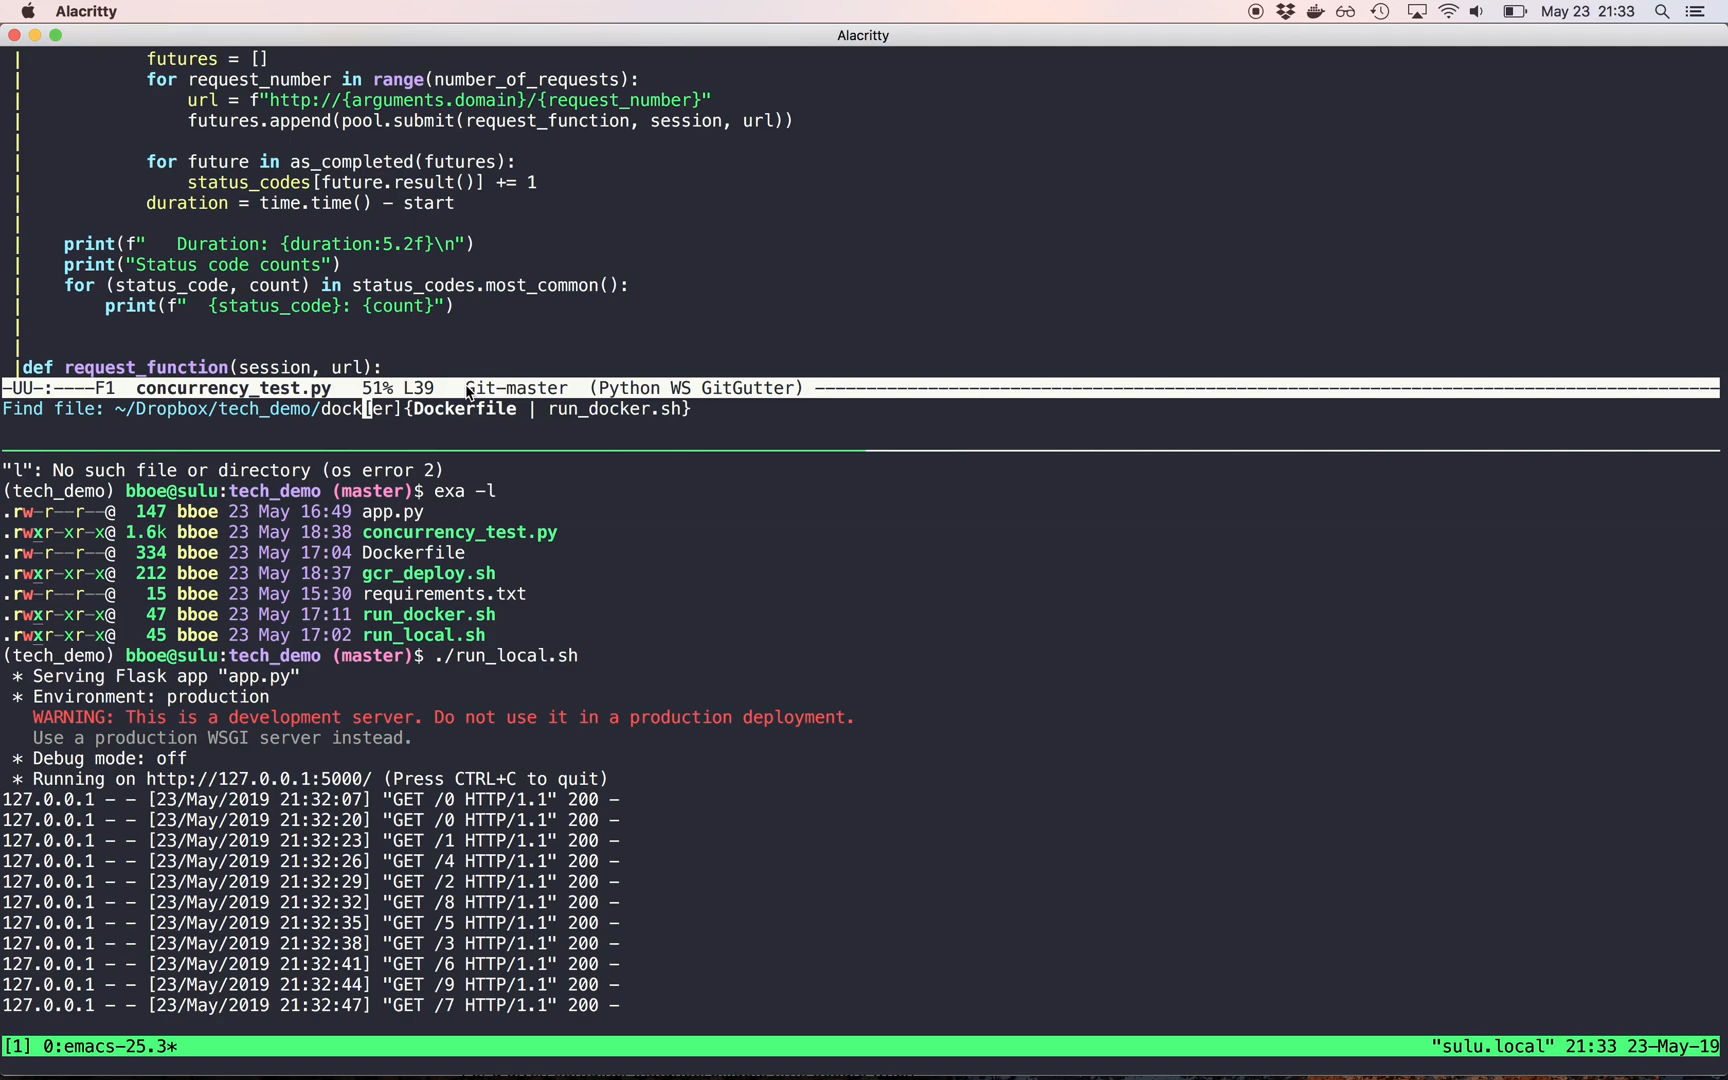 Alacritty
May 23 21:33
Alacritty
futures = []
for request_number in range(number_of_requests):
url = f"http://{arguments.domain}/{request_number}"
futures.append(pool.submit(request_function, session, url))
for future in as_completed(futures):
status_codes[future.result()] += 1
duration = time.time() - start
print(f"   Duration: {duration:5.2f}\n")
print("Status code counts")
for (status_code, count) in status_codes.most_common():
print(f"  {status_code}: {count}")
def request_function(session, url):
-UU-:----F1  concurrency_test.py   51% L39   Git-master  (Python WS GitGutter) ----------------------------------------------------------------------------------------
Find file: ~/Dropbox/tech_demo/dock[er]{Dockerfile | run_docker.sh}
"l": No such file or directory (os error 2)
(tech_demo) bboe@sulu:tech_demo (master)$ exa -l
.rw-r--r--@  147 bboe 23 May 16:49 app.py
.rwxr-xr-x@ 1.6k bboe 23 May 18:38 concurrency_test.py
.rw-r--r--@  334 bboe 23 May 17:04 Dockerfile
.rwxr-xr-x@  212 bboe 23 May 18:37 gcr_deploy.sh
.rw-r--r--@   15 bboe 23 May 15:30 requirements.txt
.rwxr-xr-x@   47 bboe 23 May 17:11 run_docker.sh
.rwxr-xr-x@   45 bboe 23 May 17:02 run_local.sh
(tech_demo) bboe@sulu:tech_demo (master)$ ./run_local.sh
* Serving Flask app "app.py"
* Environment: production
WARNING: This is a development server. Do not use it in a production deployment.
Use a production WSGI server instead.
* Debug mode: off
* Running on http://127.0.0.1:5000/ (Press CTRL+C to quit)
127.0.0.1 - - [23/May/2019 21:32:07] "GET /0 HTTP/1.1" 200 -
127.0.0.1 - - [23/May/2019 21:32:20] "GET /0 HTTP/1.1" 200 -
127.0.0.1 - - [23/May/2019 21:32:23] "GET /1 HTTP/1.1" 200 -
127.0.0.1 - - [23/May/2019 21:32:26] "GET /4 HTTP/1.1" 200 -
127.0.0.1 - - [23/May/2019 21:32:29] "GET /2 HTTP/1.1" 200 -
127.0.0.1 - - [23/May/2019 21:32:32] "GET /8 HTTP/1.1" 200 -
127.0.0.1 - - [23/May/2019 21:32:35] "GET /5 HTTP/1.1" 200 -
127.0.0.1 - - [23/May/2019 21:32:38] "GET /3 HTTP/1.1" 200 -
127.0.0.1 - - [23/May/2019 21:32:41] "GET /6 HTTP/1.1" 200 -
127.0.0.1 - - [23/May/2019 21:32:44] "GET /9 HTTP/1.1" 200 -
127.0.0.1 - - [23/May/2019 21:32:47] "GET /7 HTTP/1.1" 200 -
[1] 0:emacs-25.3*
"sulu.local" 21:33 23-May-19